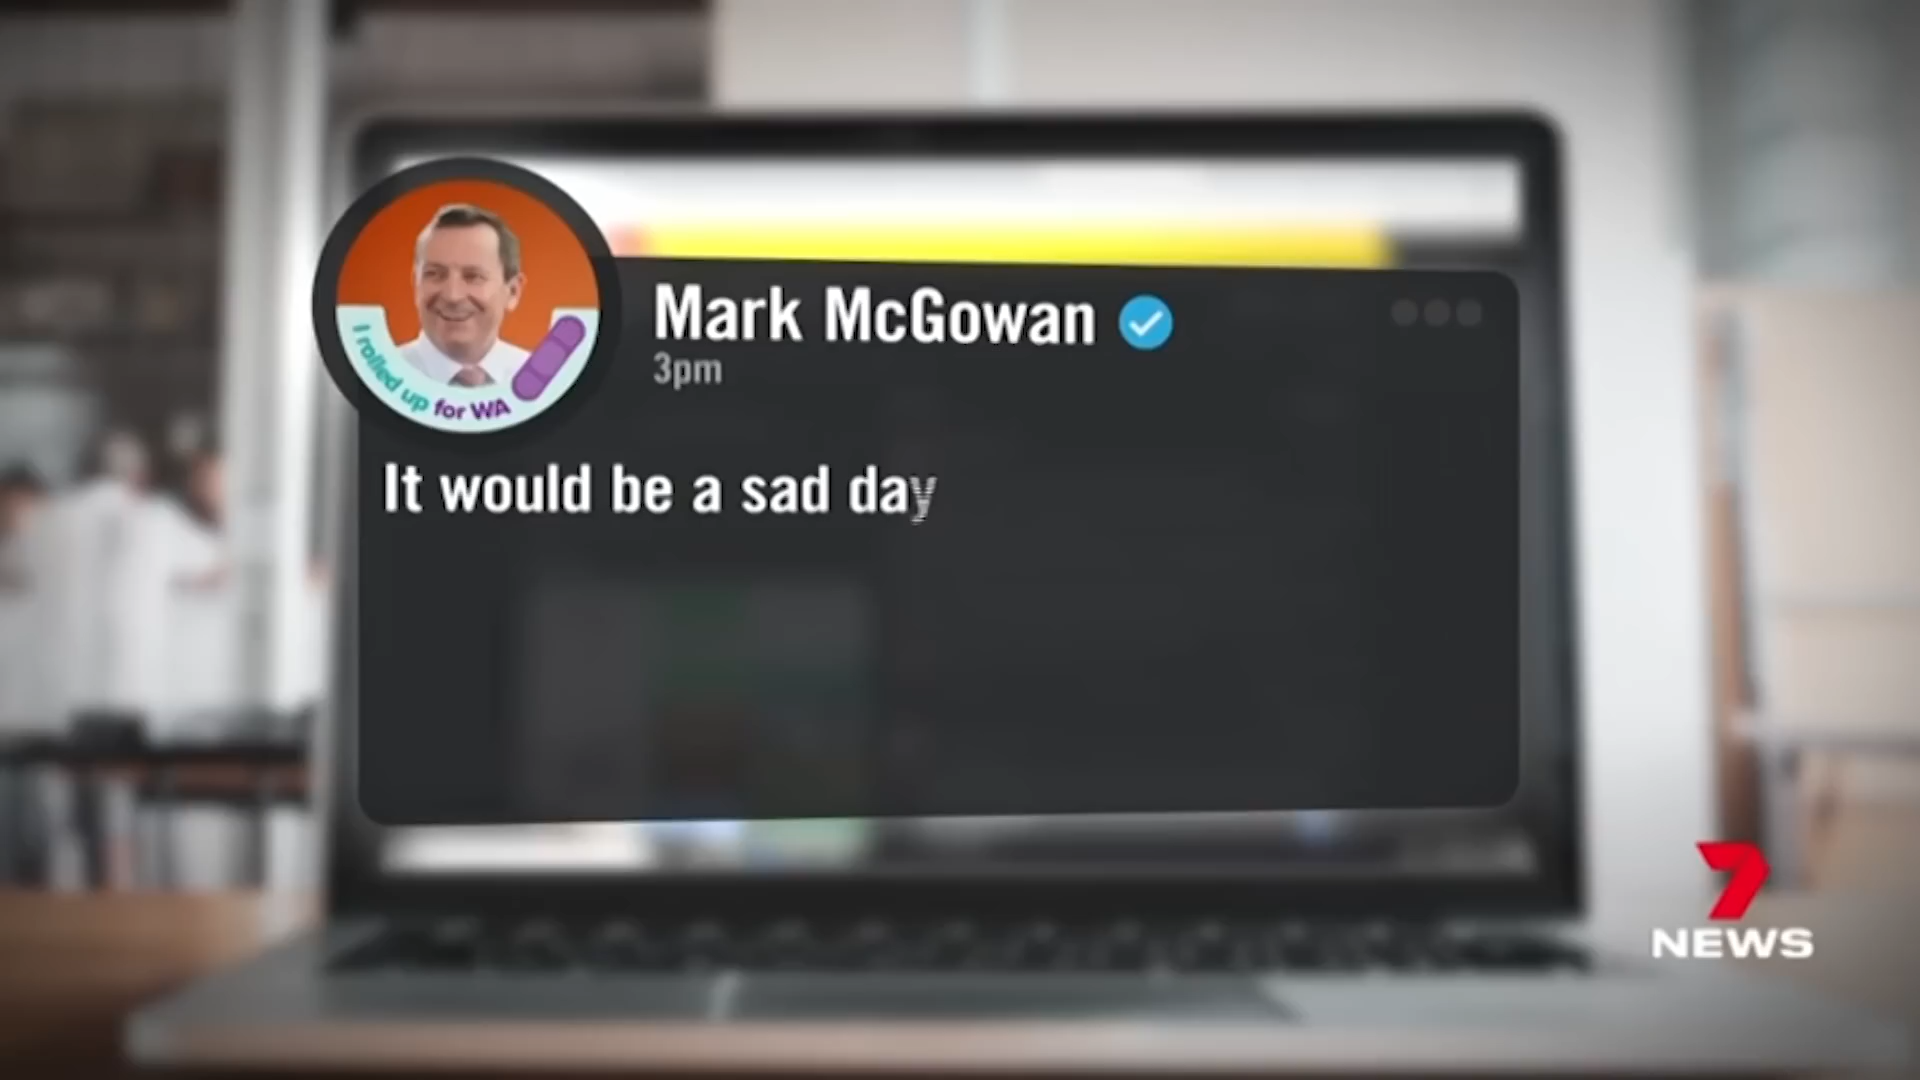 Mark McGowan
3pm
I rolled up for WA
It would be a sad day
7
NEWS